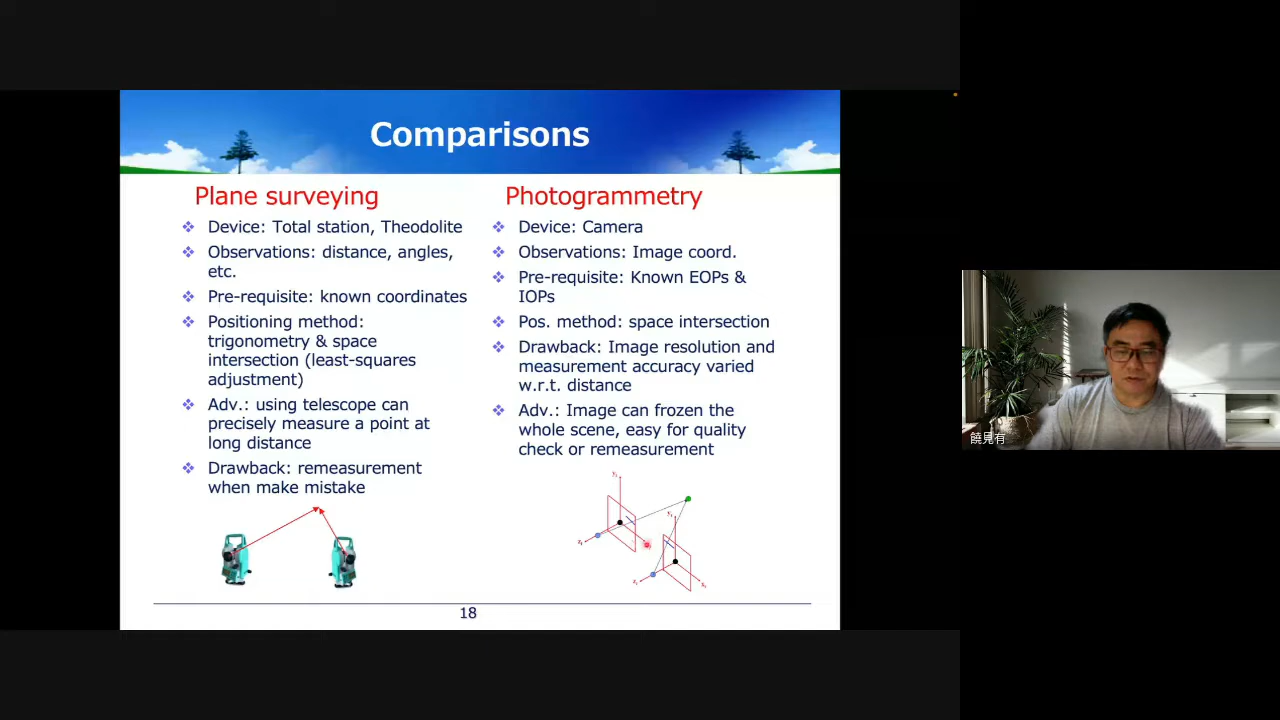 Comparisons
Plane surveying
Device: Total station, Theodolite
Observations: distance, angles,
etc.
Pre-requisite: known coordinates
Positioning method:
trigonometry & space
intersection (least-squares
adjustment)
Adv.: using telescope can
precisely measure a point at
long distance
Drawback: remeasurement
when make mistake
Photogrammetry
Device: Camera
Observations: Image coord.
Pre-requisite: Known EOPs &
IOPs
Pos. method: space intersection
Drawback: Image resolution and
measurement accuracy varied
w.r.t. distance
Adv.: Image can frozen the
whole scene, easy for quality
check or remeasurement
18
饒見有